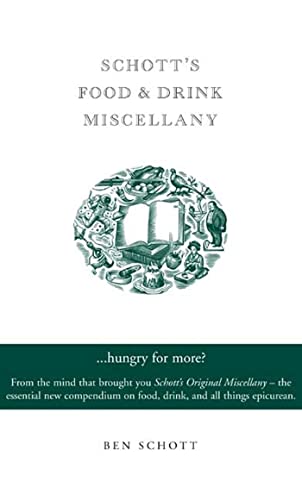 SCHOTT'S
FOOD & DRINK
MISCELLANY
...hungry for more?
From the mind that brought you Schott's Original Miscellany – the
essential new compendium on food, drink, and all things epicurean.
BEN SCHOTT